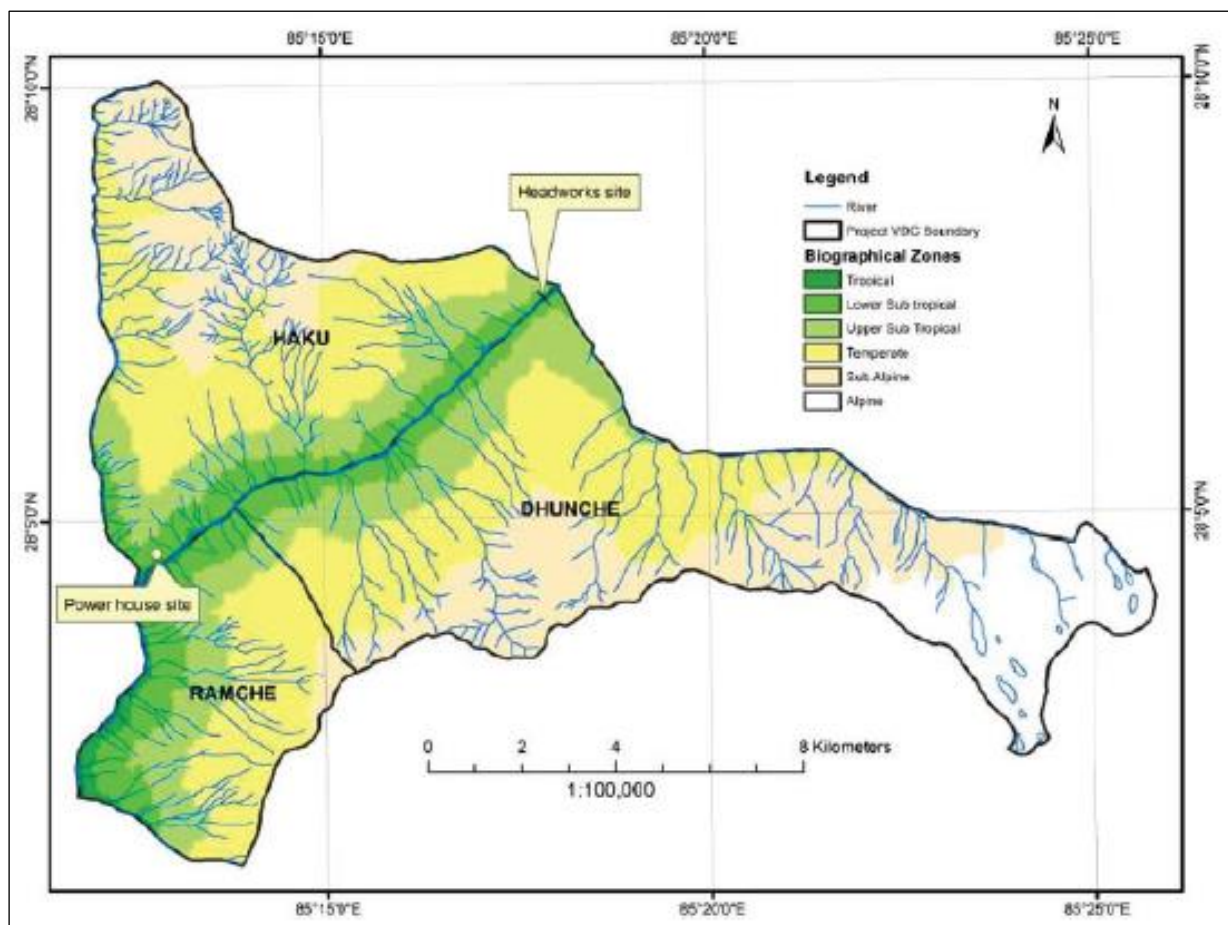 85°15'0"E
85°20'0"E
85°25'0"E
28°10'0"N
28°10'0"N
N
Headworks site
Legend
River
Project VDC Boundary
Biographical Zones
Tropical
Lower Sub tropical
Upper Sub Tropical
Temperate
Sub Alpine
Alpine
HAKU
DHUNCHE
28°5'0"N
28°5'0"N
Power house site
RAMCHE
0 2 4 8 Kilometers
1:100,000
85°15'0"E
85°20'0"E
85°25'0"E